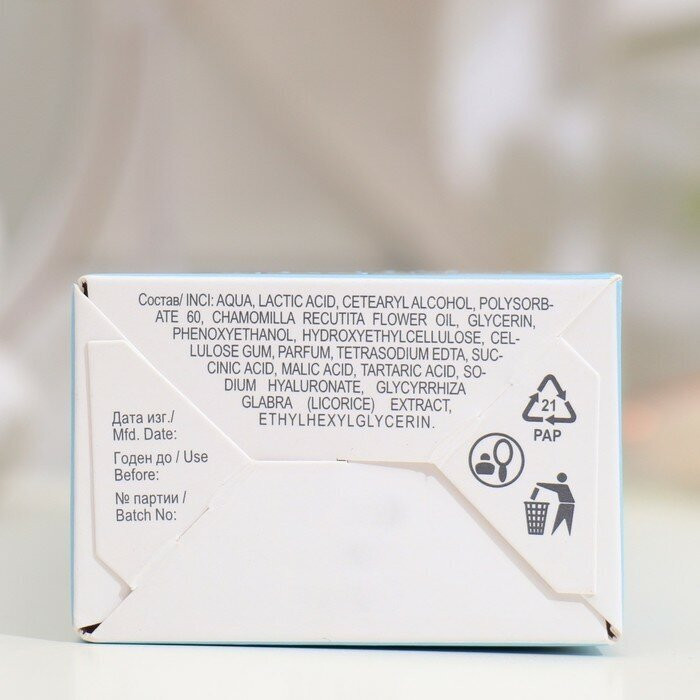 Состав/ INCI: AQUA, LACTIC ACID, CETEARYL ALCOHOL, POLYSORB-
ATE 60, CHAMOMILLA RECUTITA FLOWER OIL, GLYCERIN,
PHENOXYETHANOL, HYDROXYETHYLCELLULOSE, CEL-
LULOSE GUM, PARFUM, TETRASODIUM EDTA, SUC-
CINIC ACID, MALIC ACID, TARTARIC ACID, SO-
DIUM HYALURONATE, GLYCYRRHIZA
GLABRA (LICORICE) EXTRACT,
ETHYLHEXYLGLYCERIN.
Дата изг./
Mfd. Date:
Годен до / Use
Before:
№ партии /
Batch No:
21
PAP